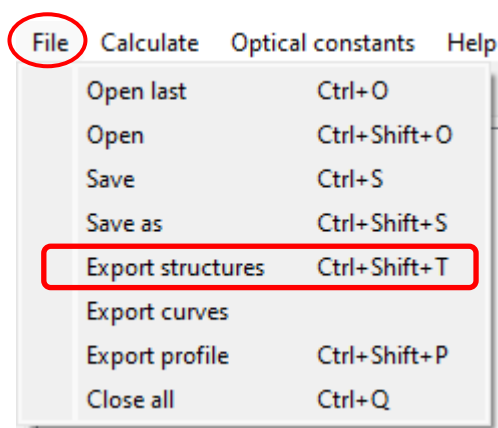 File Calculate Optical constants Help
Open last Ctrl+O
Open Ctrl+Shift+O
Save Ctrl+S
Save as Ctrl+Shift+S
Export structures Ctrl+Shift+T
Export curves
Export profile Ctrl+Shift+P
Close all Ctrl+Q